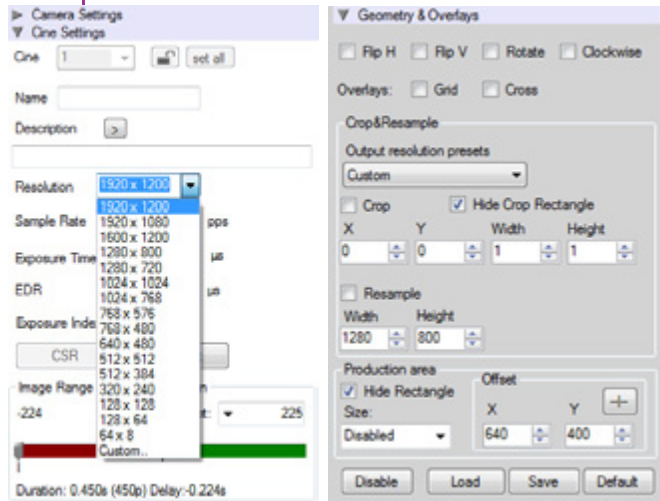 Camera Settings
Cine Settings
Cine 1 set all
Name
Description >
Resolution 1920 x 1200
1920 x 1200
1920 x 1080
1600 x 1200
1280 x 800
1280 x 720
1024 x 1024
1024 x 768
768 x 576
768 x 480
640 x 480
512 x 512
512 x 384
320 x 240
128 x 128
128 x 64
64 x 8
Custom..
Sample Rate pps
Exposure Time µs
EDR µs
Exposure Inde
CSR
Image Range
-224 225
Duration: 0.450s (450p) Delay:-0.224s
Geometry & Overlays
Flip H Flip V Rotate Clockwise
Overlays: Grid Cross
Crop&Resample
Output resolution presets
Custom
Crop Hide Crop Rectangle
X Y Width Height
0 0 1 1
Resample
Width Height
1280 800
Production area
Hide Rectangle
Size:
Disabled
Offset
X Y
640 400
Disable Load Save Default